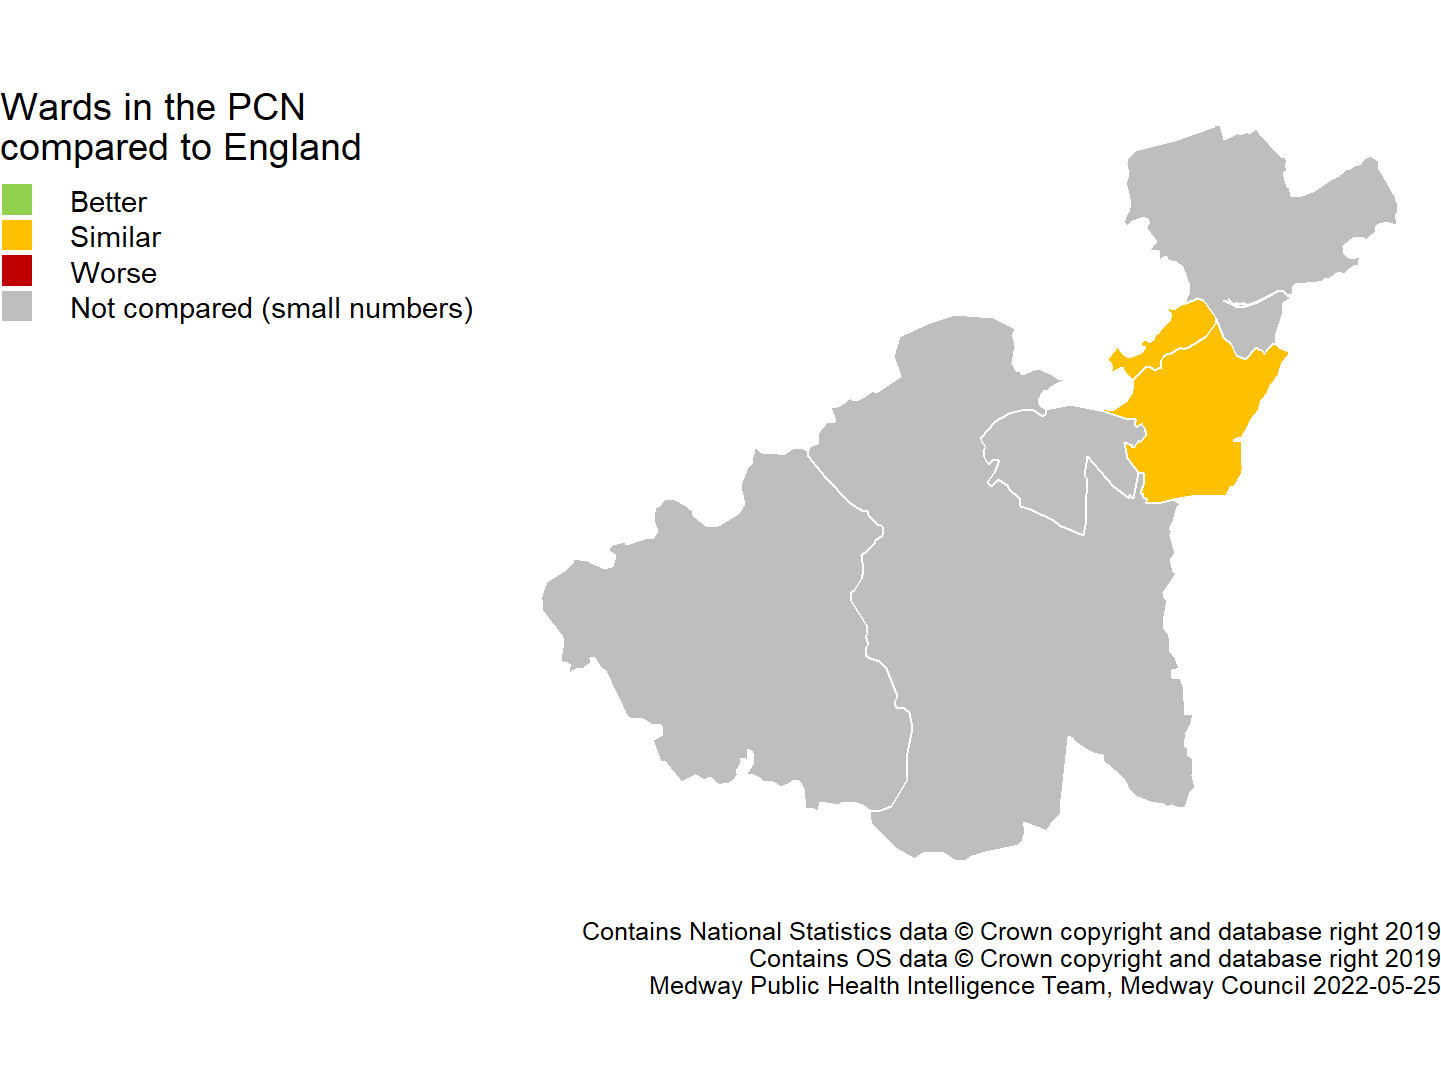 Wards in the PCN
compared to England
Better
Similar
Worse
Not compared (small numbers)
Contains National Statistics data © Crown copyright and database right 2019
Contains OS data © Crown copyright and database right 2019
Medway Public Health Intelligence Team, Medway Council 2022-05-25